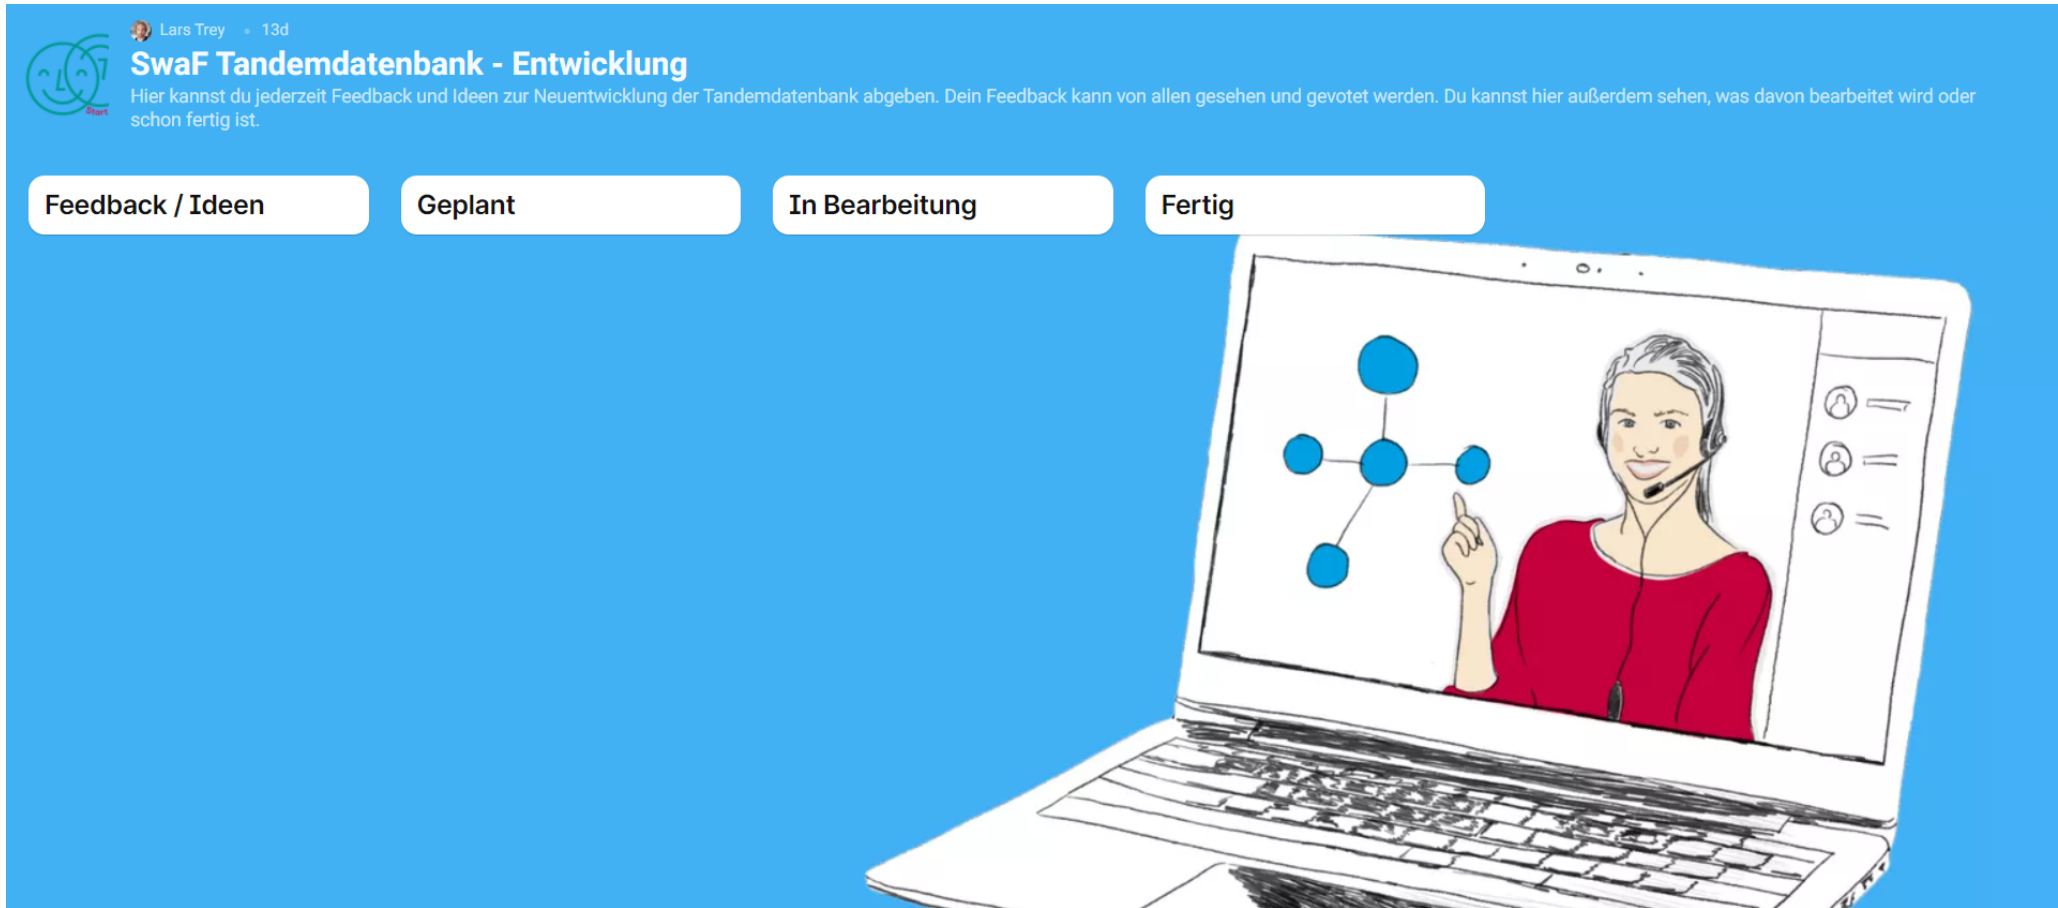 Lars Trey • 13d
SwaF Tandemdatenbank - Entwicklung
Hier kannst du jederzeit Feedback und Ideen zur Neuentwicklung der Tandemdatenbank abgeben. Dein Feedback kann von allen gesehen und gevotet werden. Du kannst hier außerdem sehen, was davon bearbeitet wird oder
schon fertig ist.
Start
Feedback / Ideen
Geplant
In Bearbeitung
Fertig